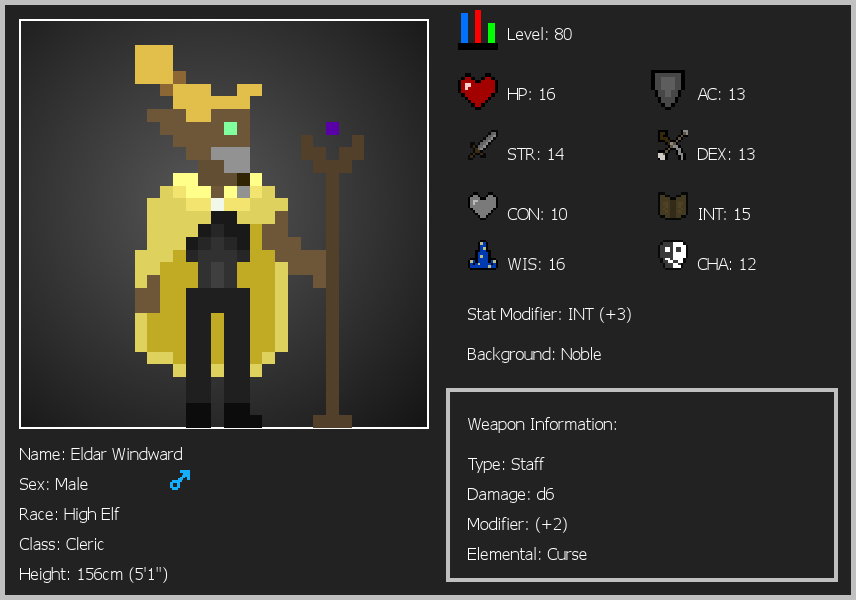 Level: 80
HP: 16
AC: 13
STR: 14
DEX: 13
CON: 10
INT: 15
WIS: 16
CHA: 12
Stat Modifier: INT (+3)
Background: Noble
Weapon Information:
Type: Staff
Damage: d6
Modifier: (+2)
Elemental: Curse
Name: Eldar Windward
Sex: Male
Race: High Elf
Class: Cleric
Height: 156cm (5'1")